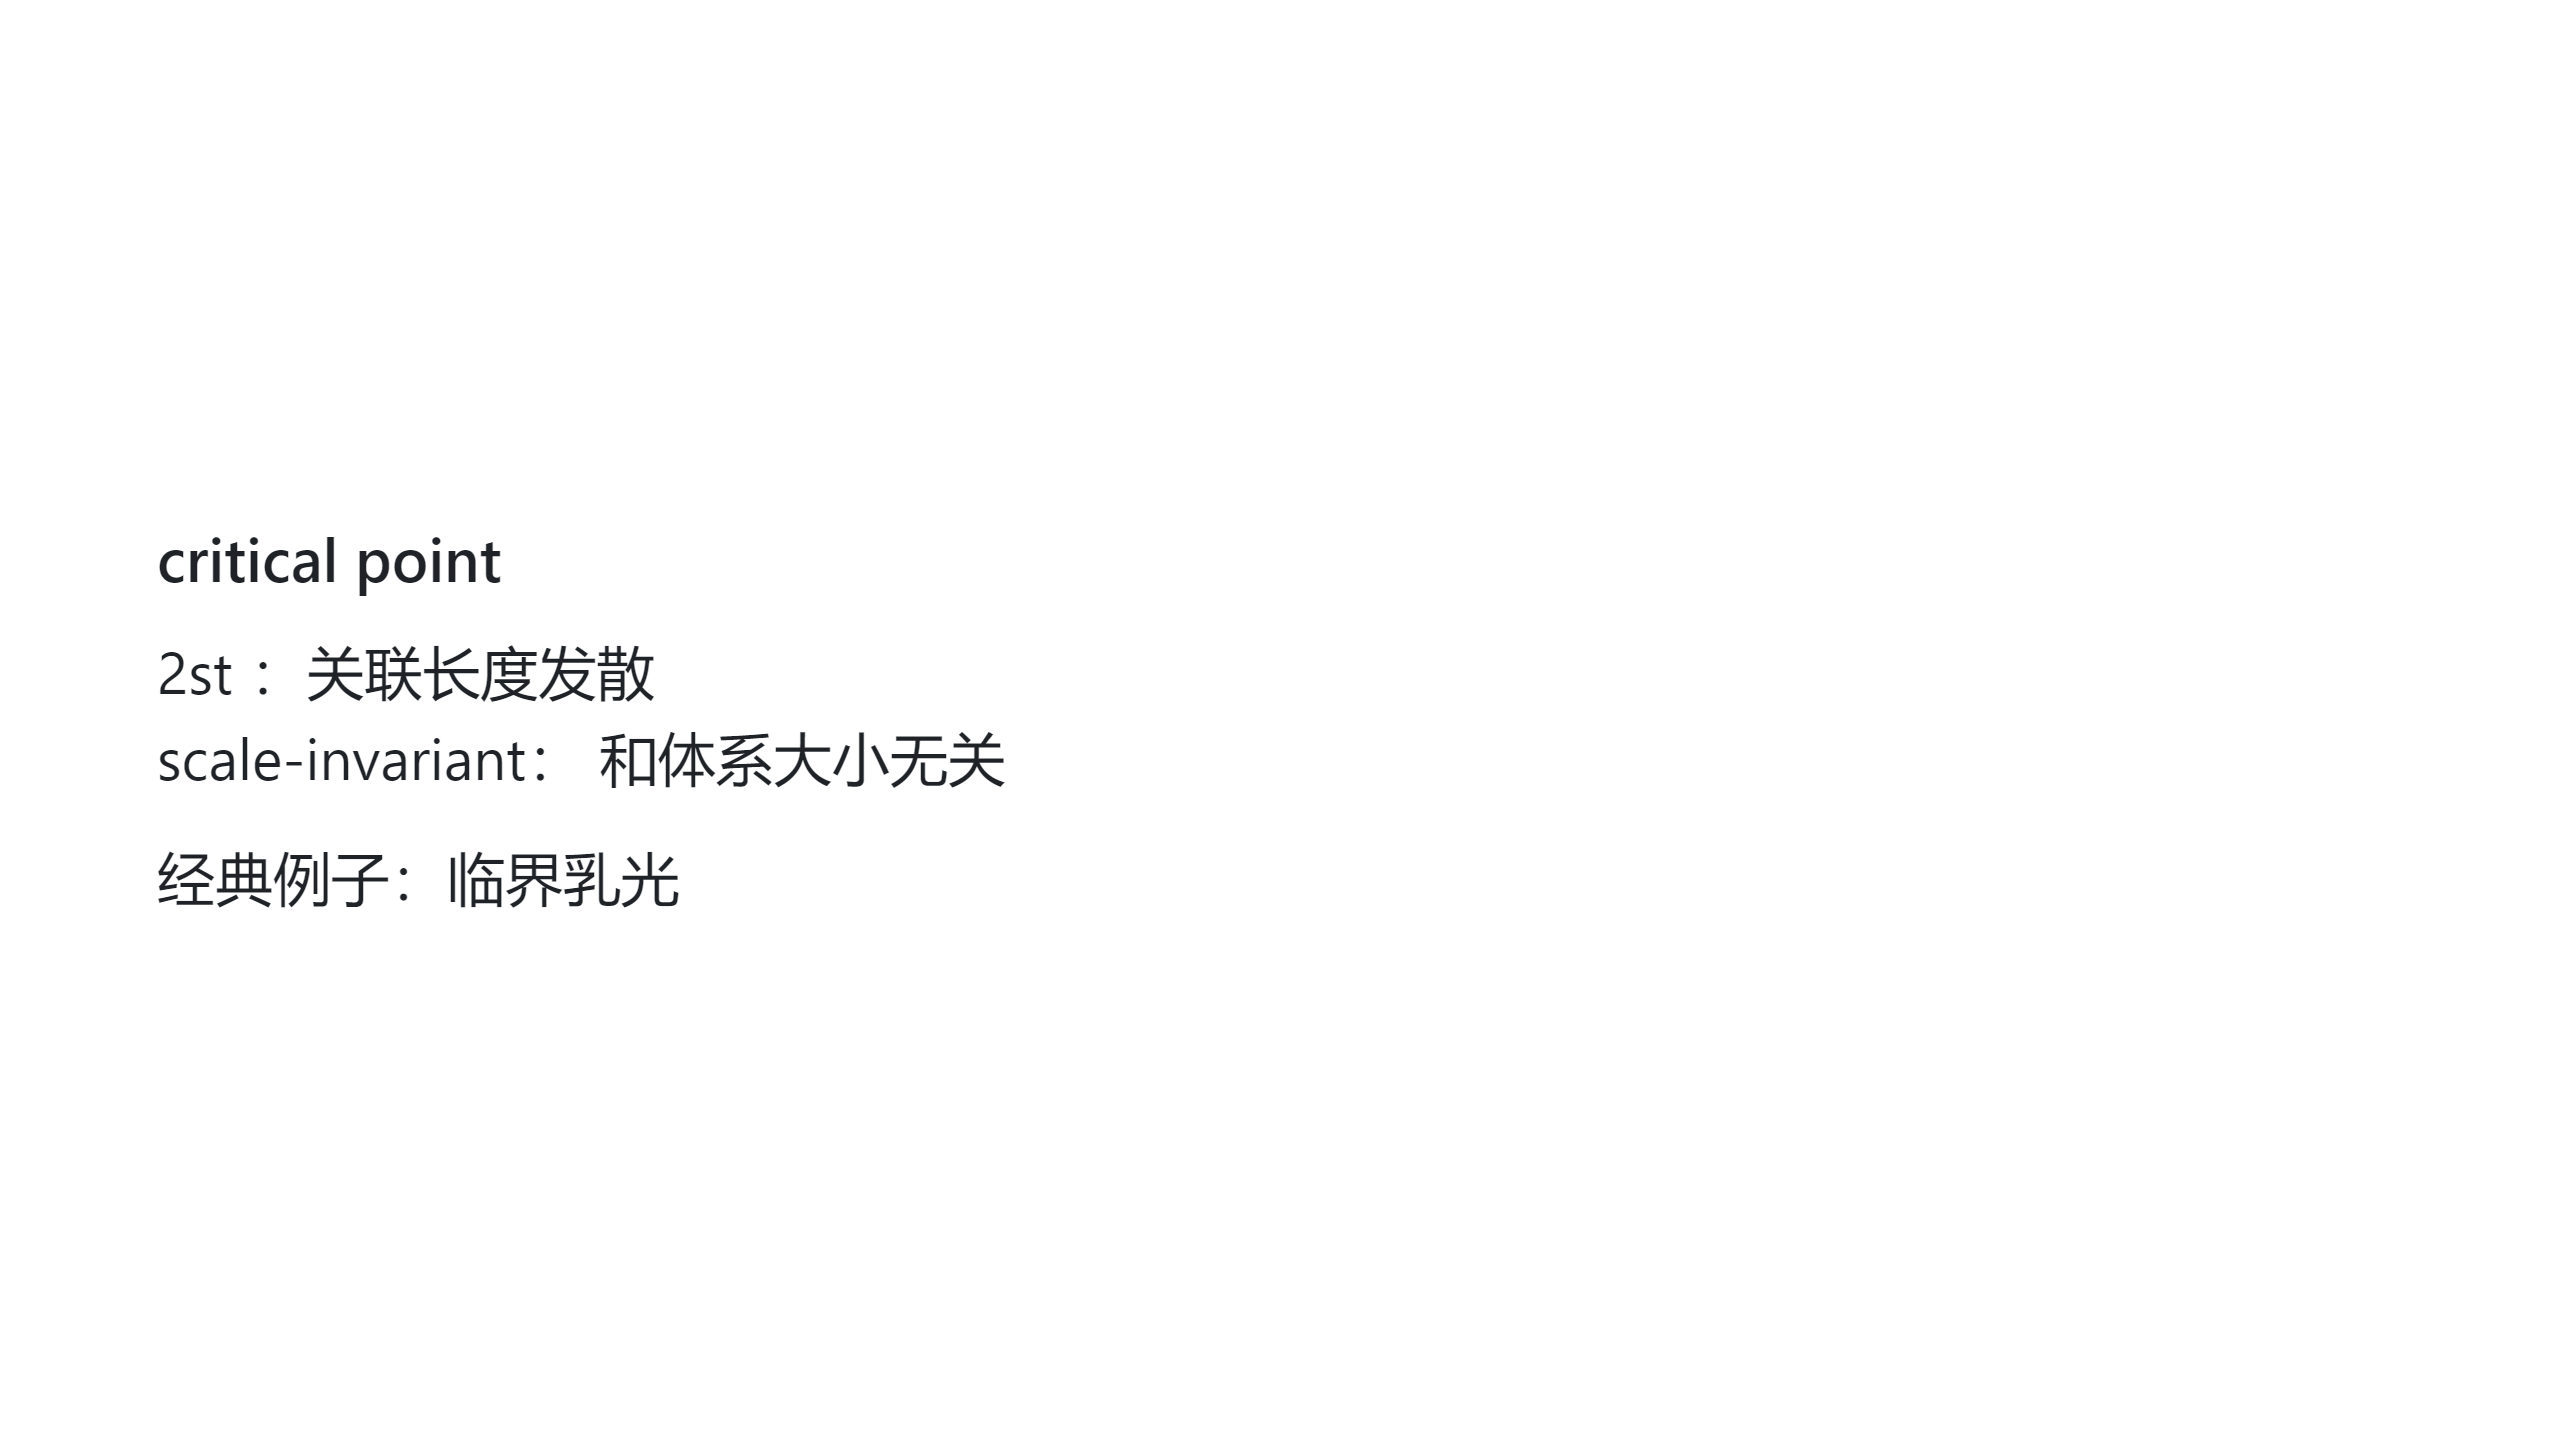 critical point
2st ：关联长度发散
scale-invariant： 和体系大小无关
经典例子：临界乳光